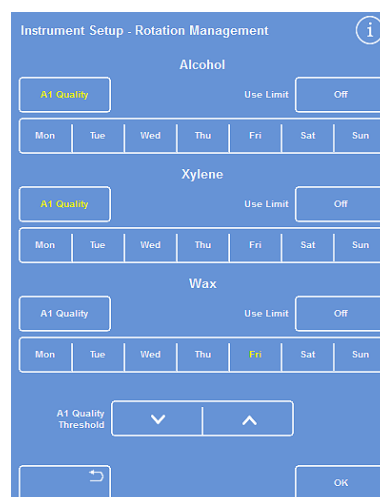 Instrument Setup - Rotation Management i
Alcohol
A1 Quality Use Limit Off
Mon Tue Wed Thu Fri Sat Sun
Xylene
A1 Quality Use Limit Off
Mon Tue Wed Thu Fri Sat Sun
Wax
A1 Quality Use Limit Off
Mon Tue Wed Thu Fri Sat Sun
A1 Quality
Threshold
OK